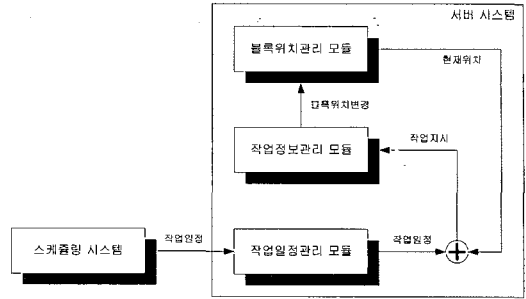 서버 시스템
블록위치관리 모듈
현재위치
블록위치변경
작업정보관리 모듈
작업지시
스케쥴링 시스템
작업일정
작업일정관리 모듈
작업일정